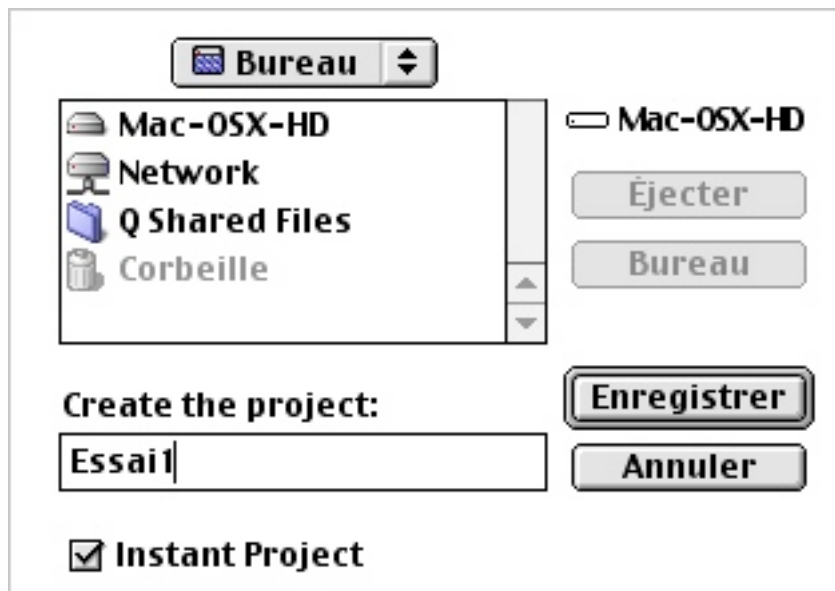 Bureau
Mac-OSX-HD
Network
Q Shared Files
Corbeille
Mac-OSX-HD
Éjecter
Bureau
Create the project:
Essai1
Enregistrer
Annuler
Instant Project